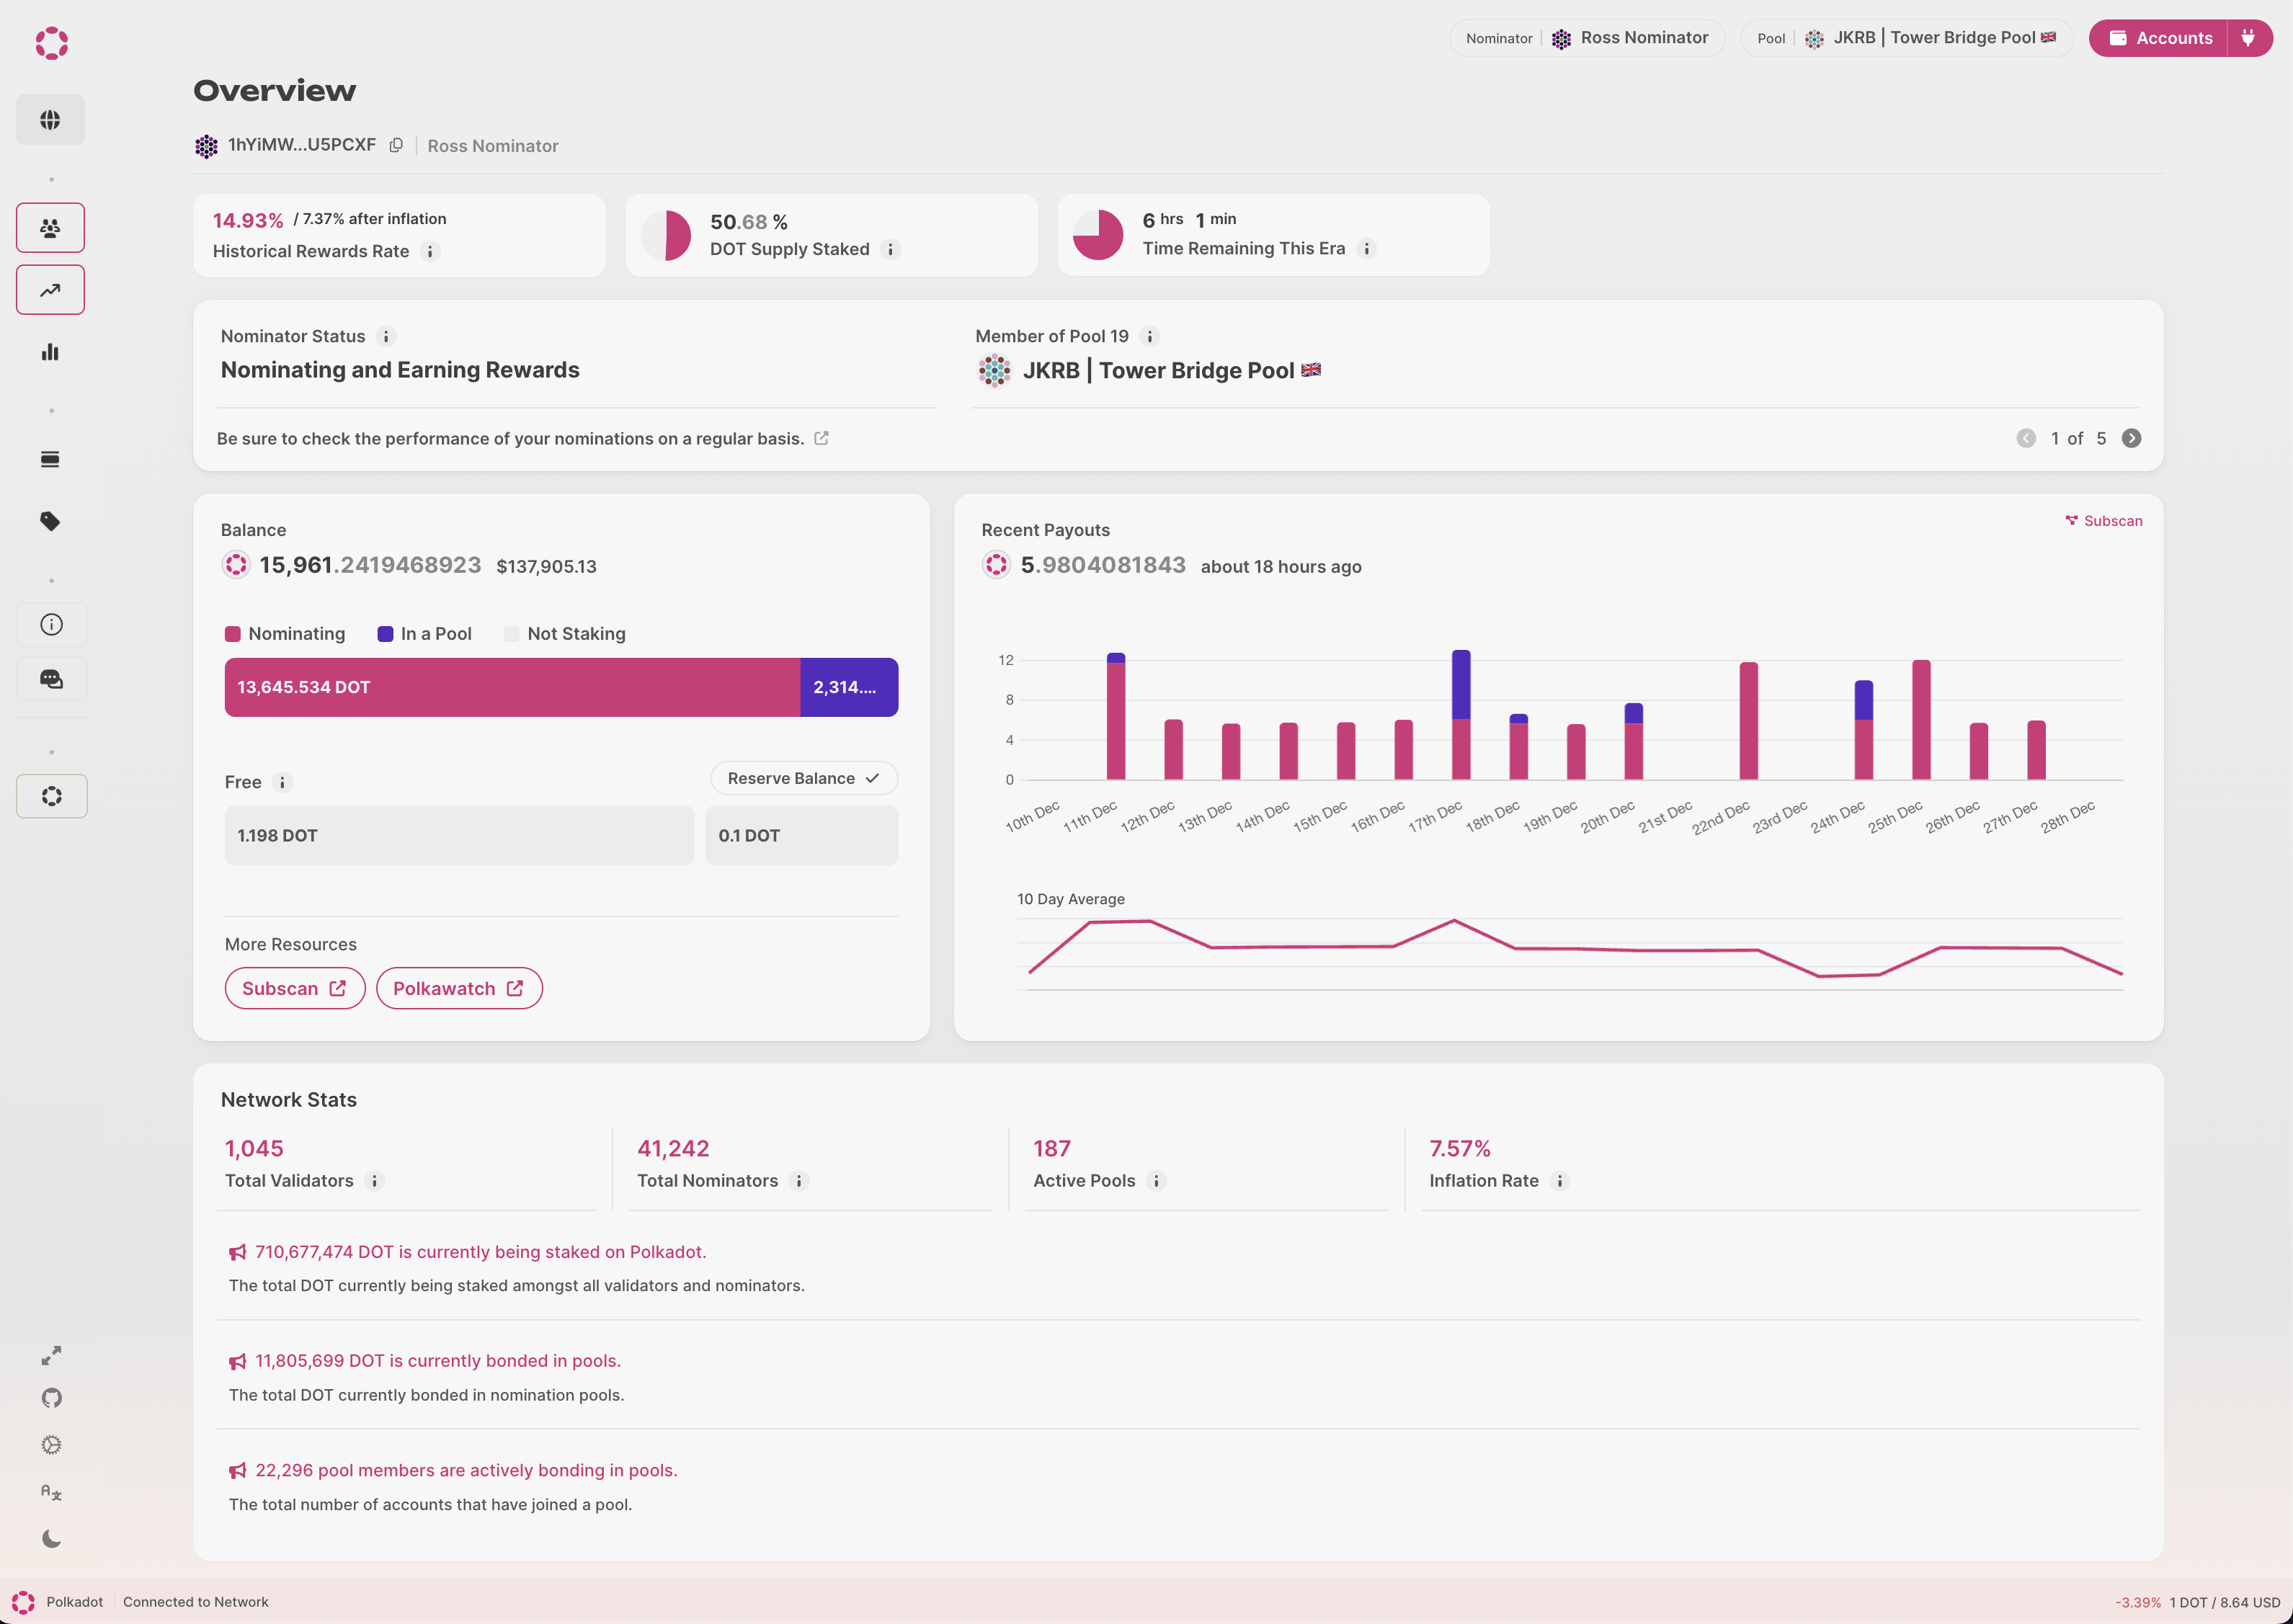 Nominator Ross Nominator Pool JKRB | Tower Bridge Pool 🇬🇧 Accounts
Overview
1hYiMW...U5PCXF Ross Nominator
14.93% / 7.37% after inflation
Historical Rewards Rate
50.68 %
DOT Supply Staked
6 hrs 1 min
Time Remaining This Era
Nominator Status
Nominating and Earning Rewards
Member of Pool 19
JKRB | Tower Bridge Pool 🇬🇧
Be sure to check the performance of your nominations on a regular basis.
1 of 5
Balance
15,961.2419468923 $137,905.13
Nominating In a Pool Not Staking
13,645.534 DOT 2,314....
Free Reserve Balance
1.198 DOT 0.1 DOT
More Resources
Subscan Polkawatch
Recent Payouts
Subscan
5.9804081843 about 18 hours ago
12
8
4
0
10th Dec 11th Dec 12th Dec 13th Dec 14th Dec 15th Dec 16th Dec 17th Dec 18th Dec 19th Dec 20th Dec 21st Dec 22nd Dec 23rd Dec 24th Dec 25th Dec 26th Dec 27th Dec 28th Dec
10 Day Average
Network Stats
1,045
Total Validators
41,242
Total Nominators
187
Active Pools
7.57%
Inflation Rate
710,677,474 DOT is currently being staked on Polkadot.
The total DOT currently being staked amongst all validators and nominators.
11,805,699 DOT is currently bonded in pools.
The total DOT currently bonded in nomination pools.
22,296 pool members are actively bonding in pools.
The total number of accounts that have joined a pool.
Polkadot Connected to Network
-3.39% 1 DOT / 8.64 USD